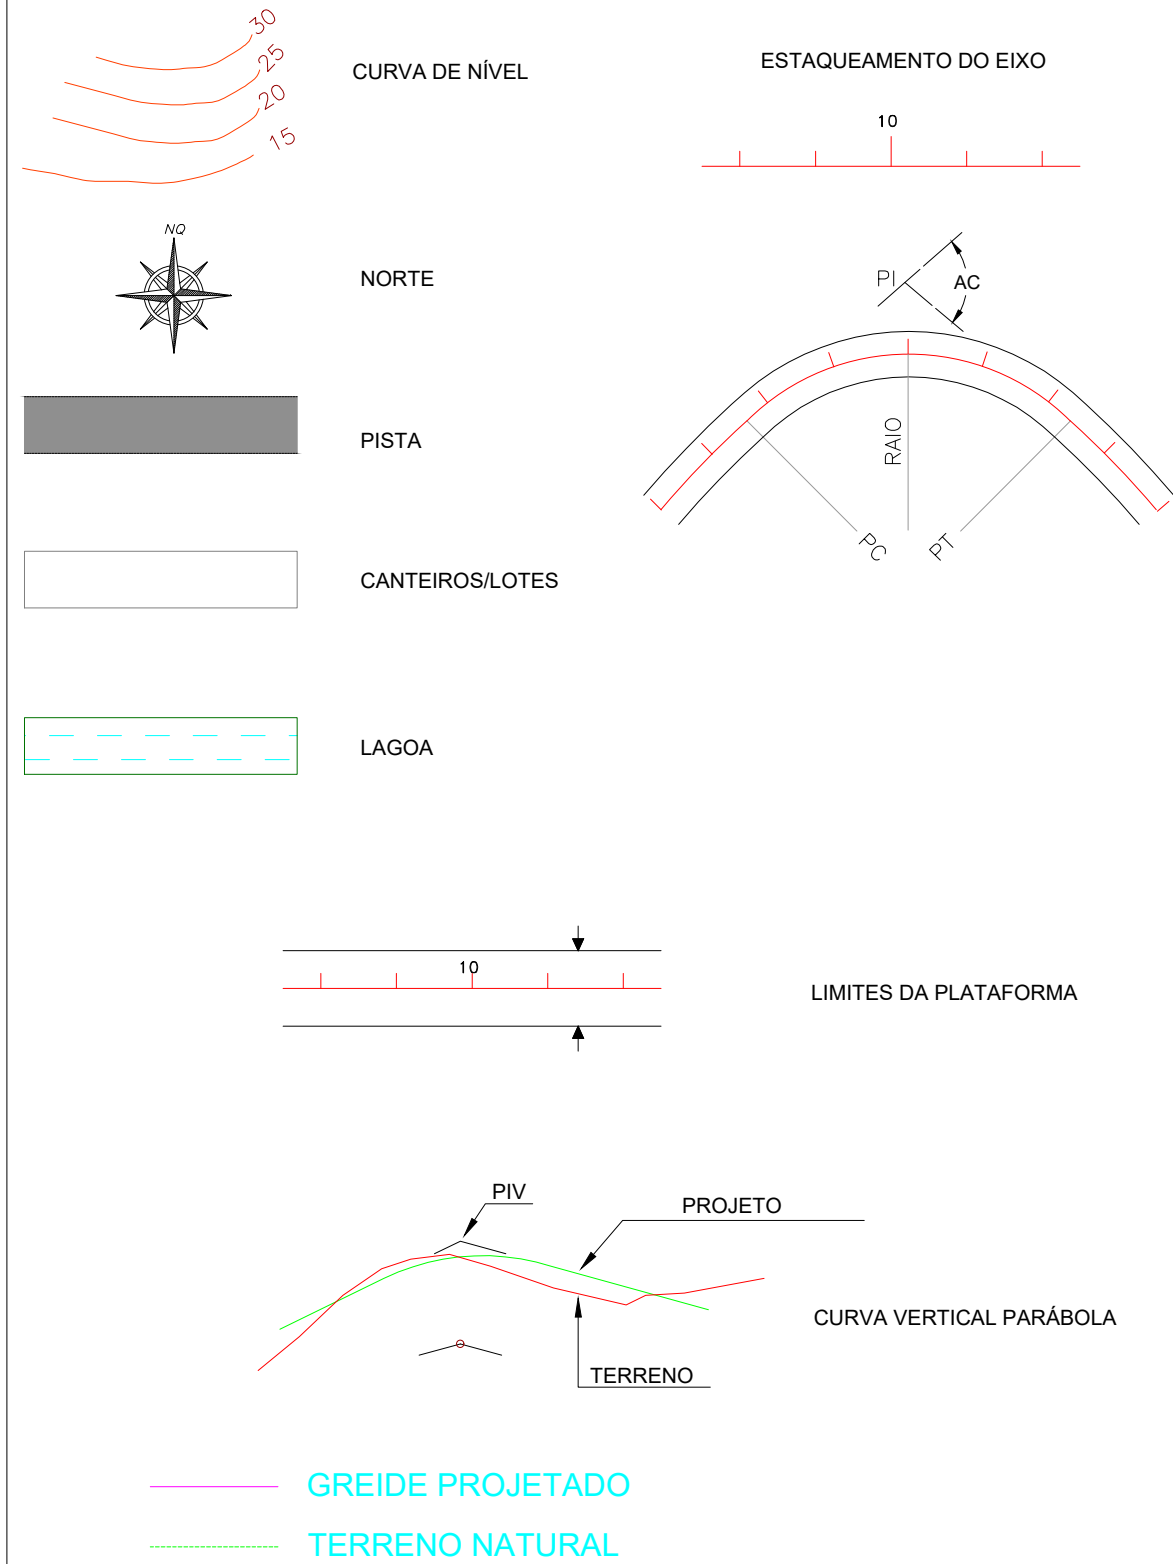 30
25
20
15
CURVA DE NÍVEL
ESTAQUEAMENTO DO EIXO
10
NQ
NORTE
PI
AC
RAIO
PC
PT
PISTA
CANTEIROS/LOTES
LAGOA
10
LIMITES DA PLATAFORMA
PIV
PROJETO
CURVA VERTICAL PARÁBOLA
TERRENO
GREIDE PROJETADO
TERRENO NATURAL